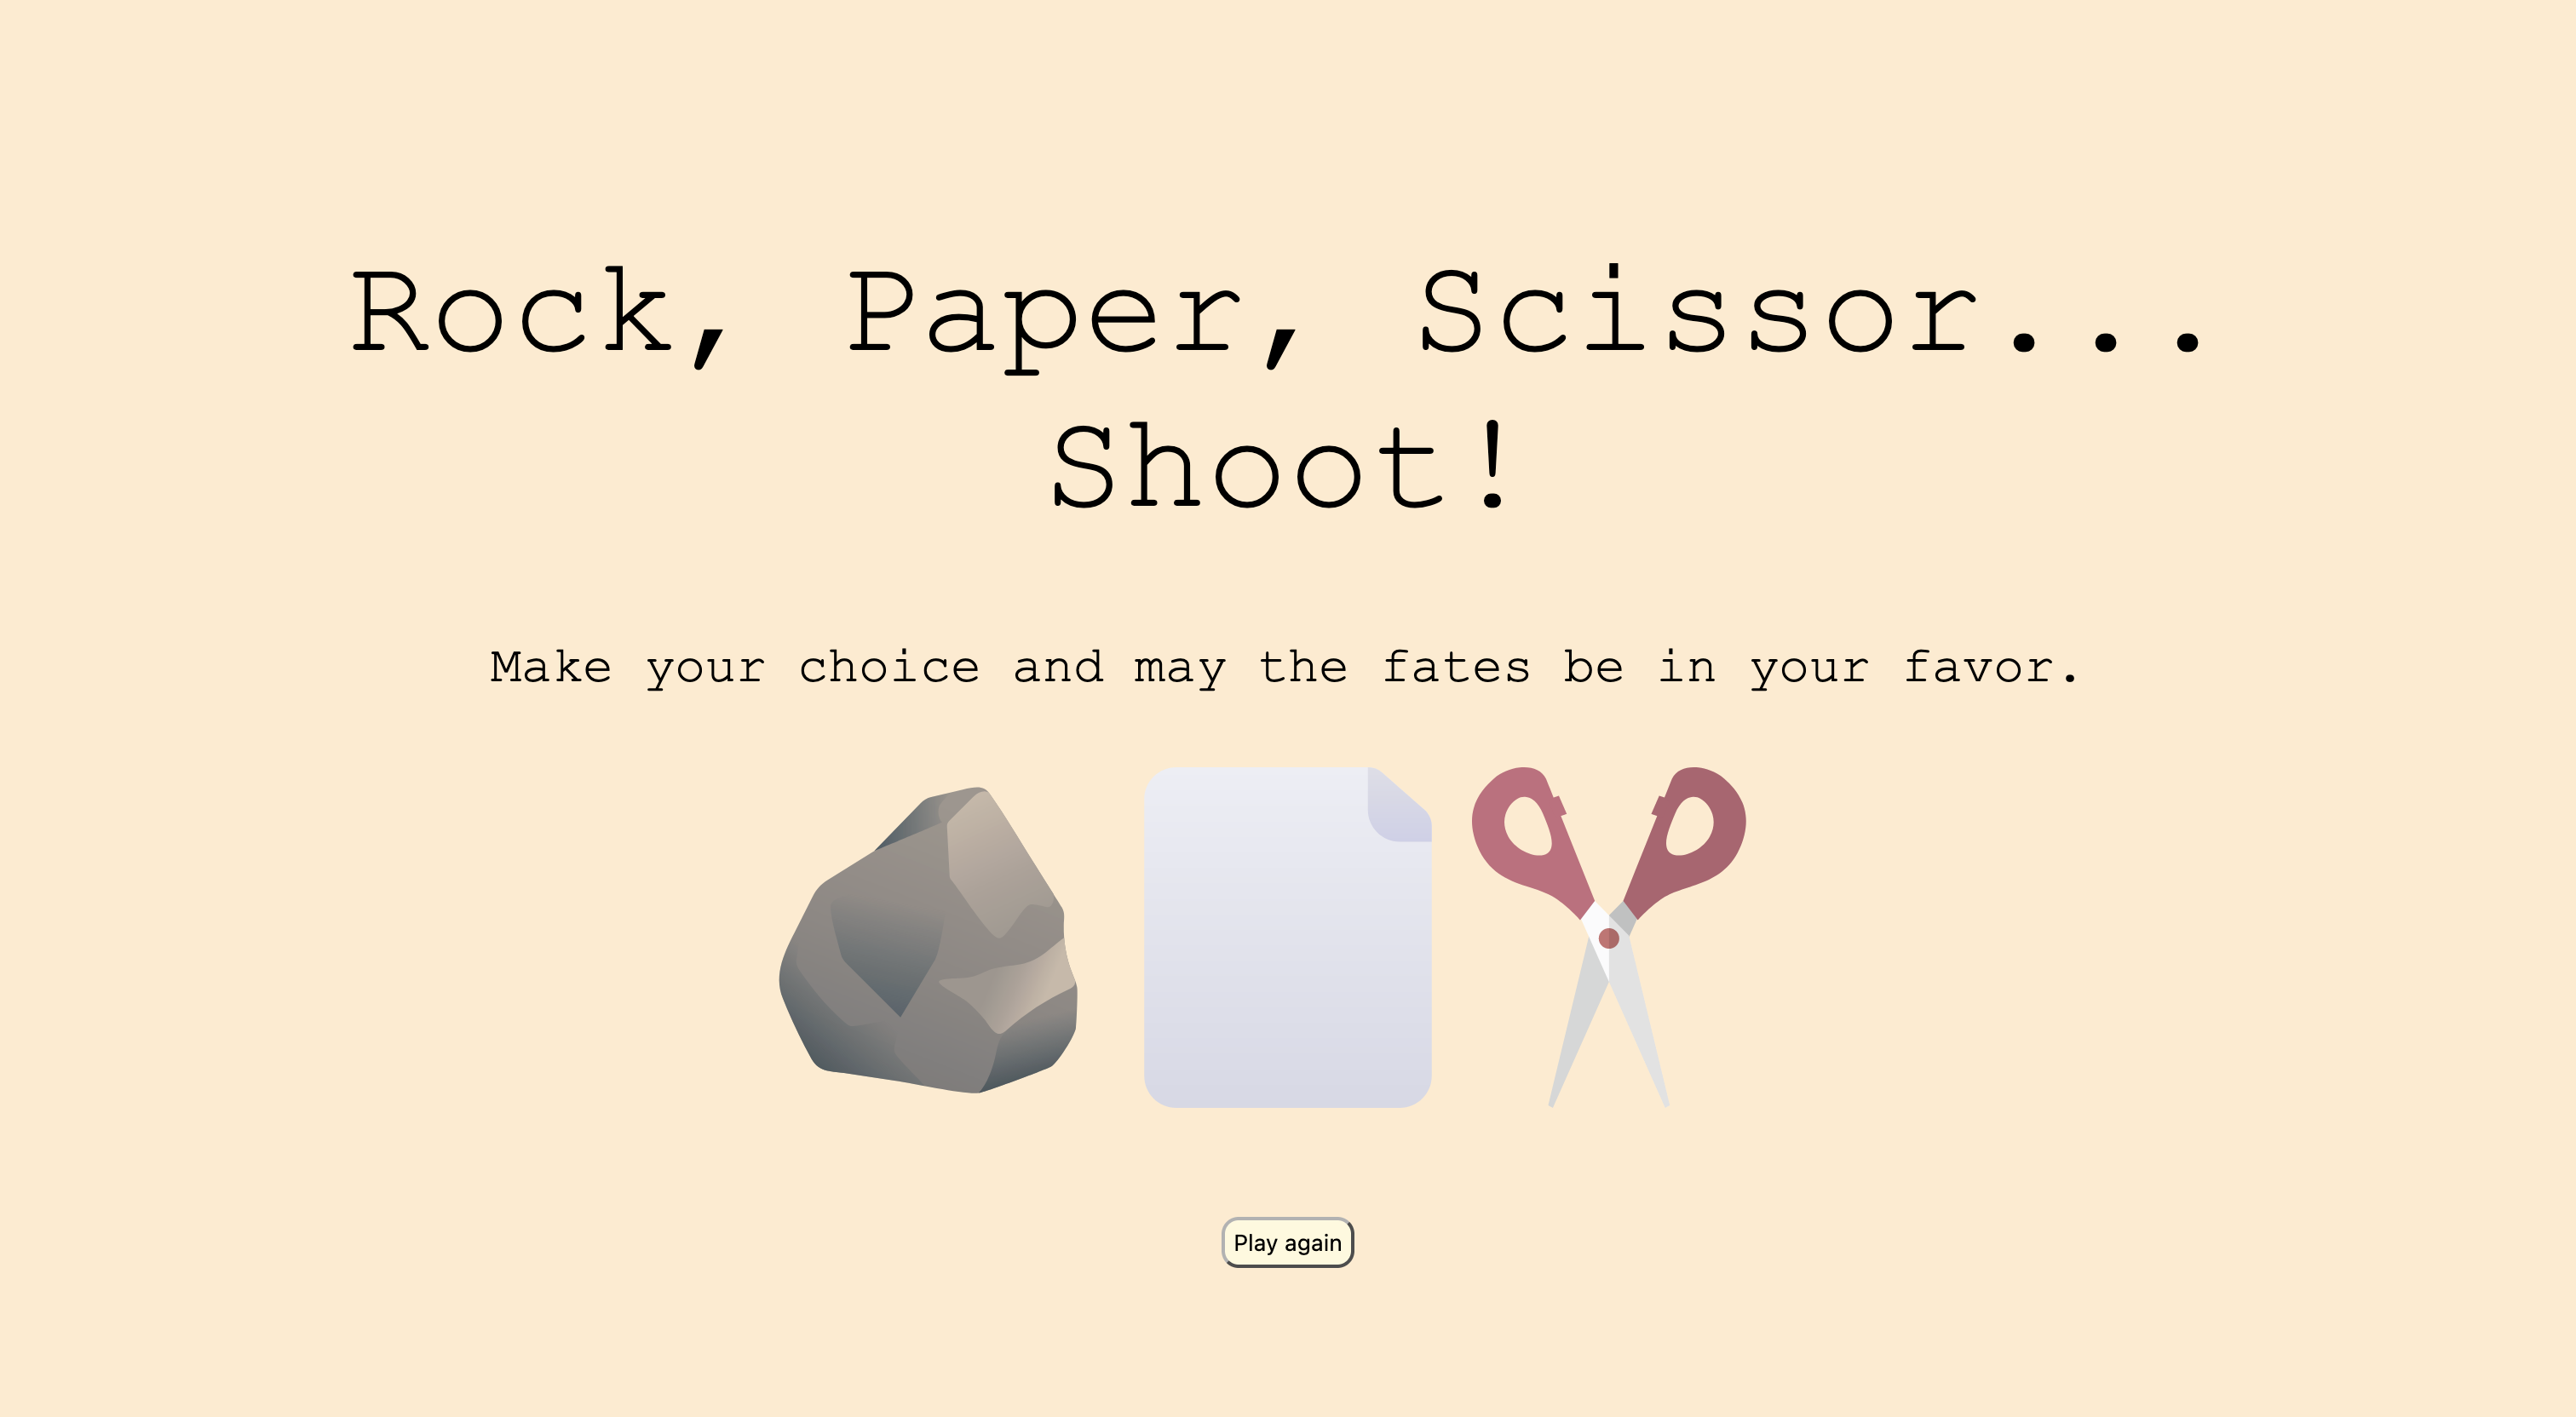 Rock, Paper, Scissor...
Shoot!
Make your choice and may the fates be in your favor.
Play again